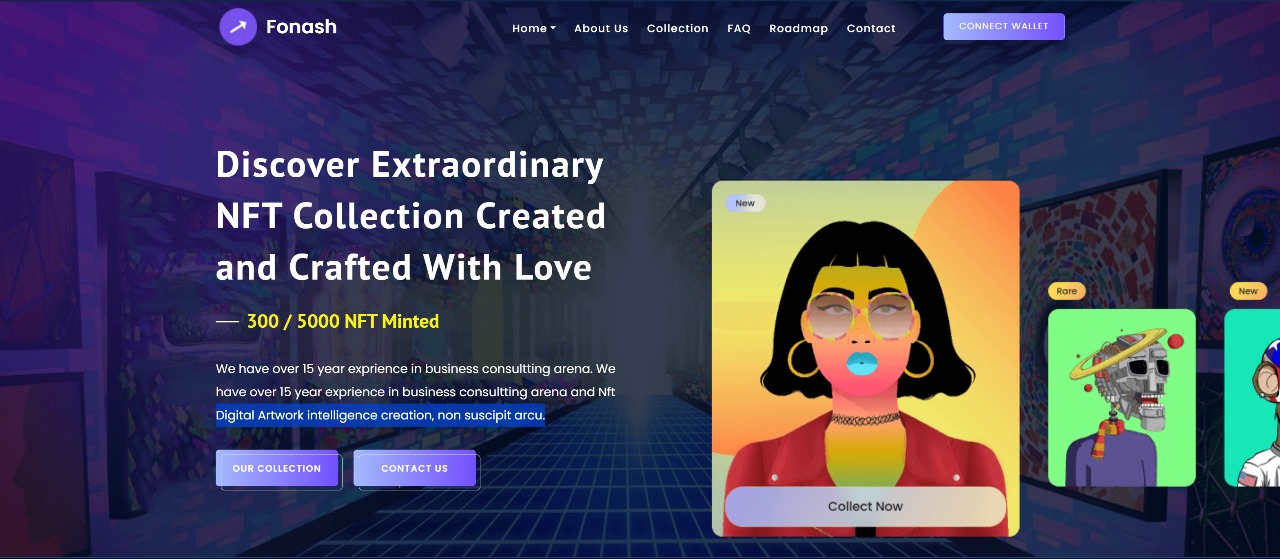 Fonash
Home
About Us
Collection
FAQ
Roadmap
Contact
CONNECT WALLET
Discover Extraordinary
NFT Collection Created
and Crafted With Love
300 / 5000 NFT Minted
We have over 15 year exprience in business consultting arena. We
have over 15 year exprience in business consultting arena and Nft
Digital Artwork intelligence creation, non suscipit arcu.
OUR COLLECTION
CONTACT US
New
Collect Now
Rare
New